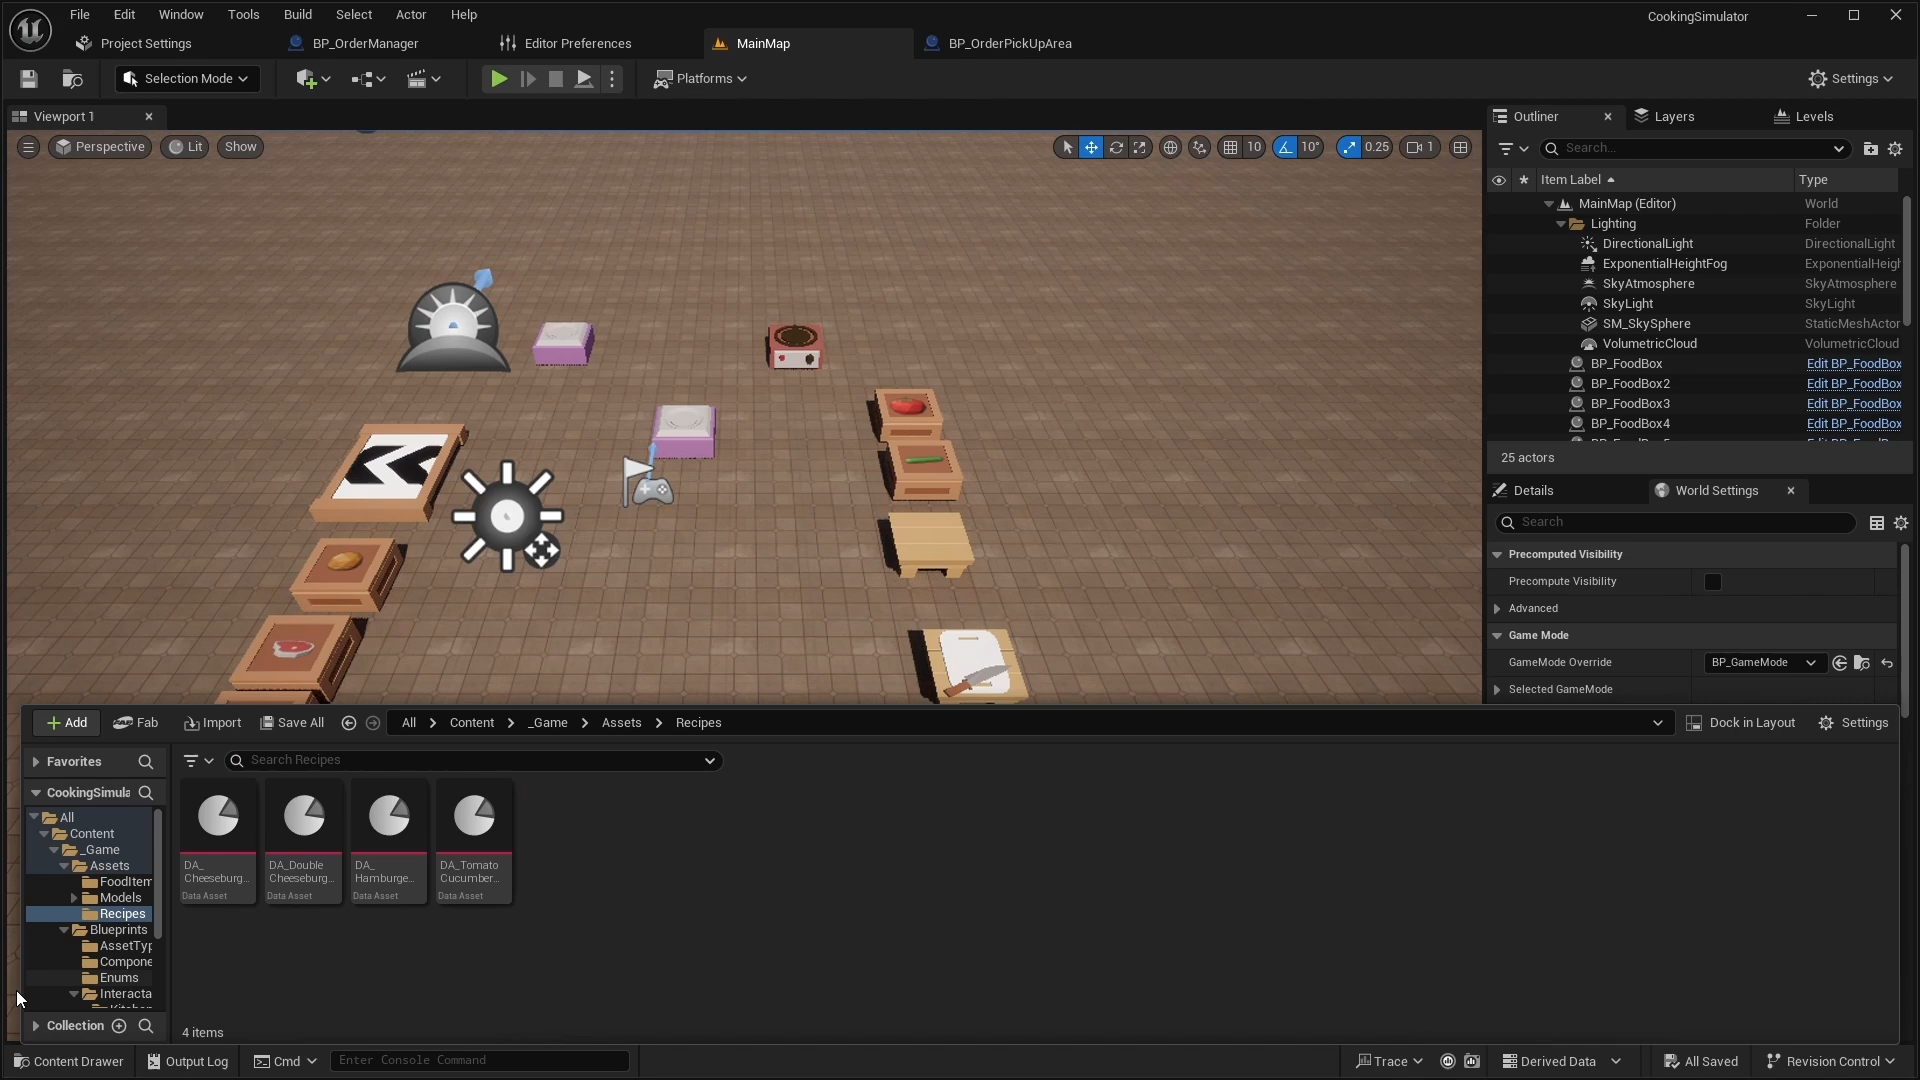 File Edit Window Tools Build Select Actor Help
CookingSimulator
Project Settings
BP_OrderManager
Editor Preferences
MainMap
BP_OrderPickUpArea
Selection Mode
Platforms
Settings
Viewport 1
Perspective Lit Show
10 10° 0.25 1
Outliner Layers Levels
Search...
Item Label Type
MainMap (Editor) World
Lighting Folder
DirectionalLight DirectionalLight
ExponentialHeightFog ExponentialHeigh
SkyAtmosphere SkyAtmosphere
SkyLight SkyLight
SM_SkySphere StaticMeshActor
VolumetricCloud VolumetricCloud
BP_FoodBox Edit BP_FoodBox
BP_FoodBox2 Edit BP_FoodBox
BP_FoodBox3 Edit BP_FoodBox
BP_FoodBox4 Edit BP_FoodBox
25 actors
Details World Settings
Search
Precomputed Visibility
Precompute Visibility
Advanced
Game Mode
GameMode Override BP_GameMode
Selected GameMode
Add Fab Import Save All All Content _Game Assets Recipes Dock in Layout Settings
Favorites
Search Recipes
CookingSimula
All
Content
_Game
Assets
FoodItem
Models
Recipes
Blueprints
AssetTyp
Compone
Enums
Interacta
Collection
DA_
Cheeseburg...
Data Asset
DA_Double
Cheeseburg...
Data Asset
DA_
Hamburge...
Data Asset
DA_Tomato
Cucumber...
Data Asset
4 items
Content Drawer Output Log Cmd Enter Console Command Trace Derived Data All Saved Revision Control